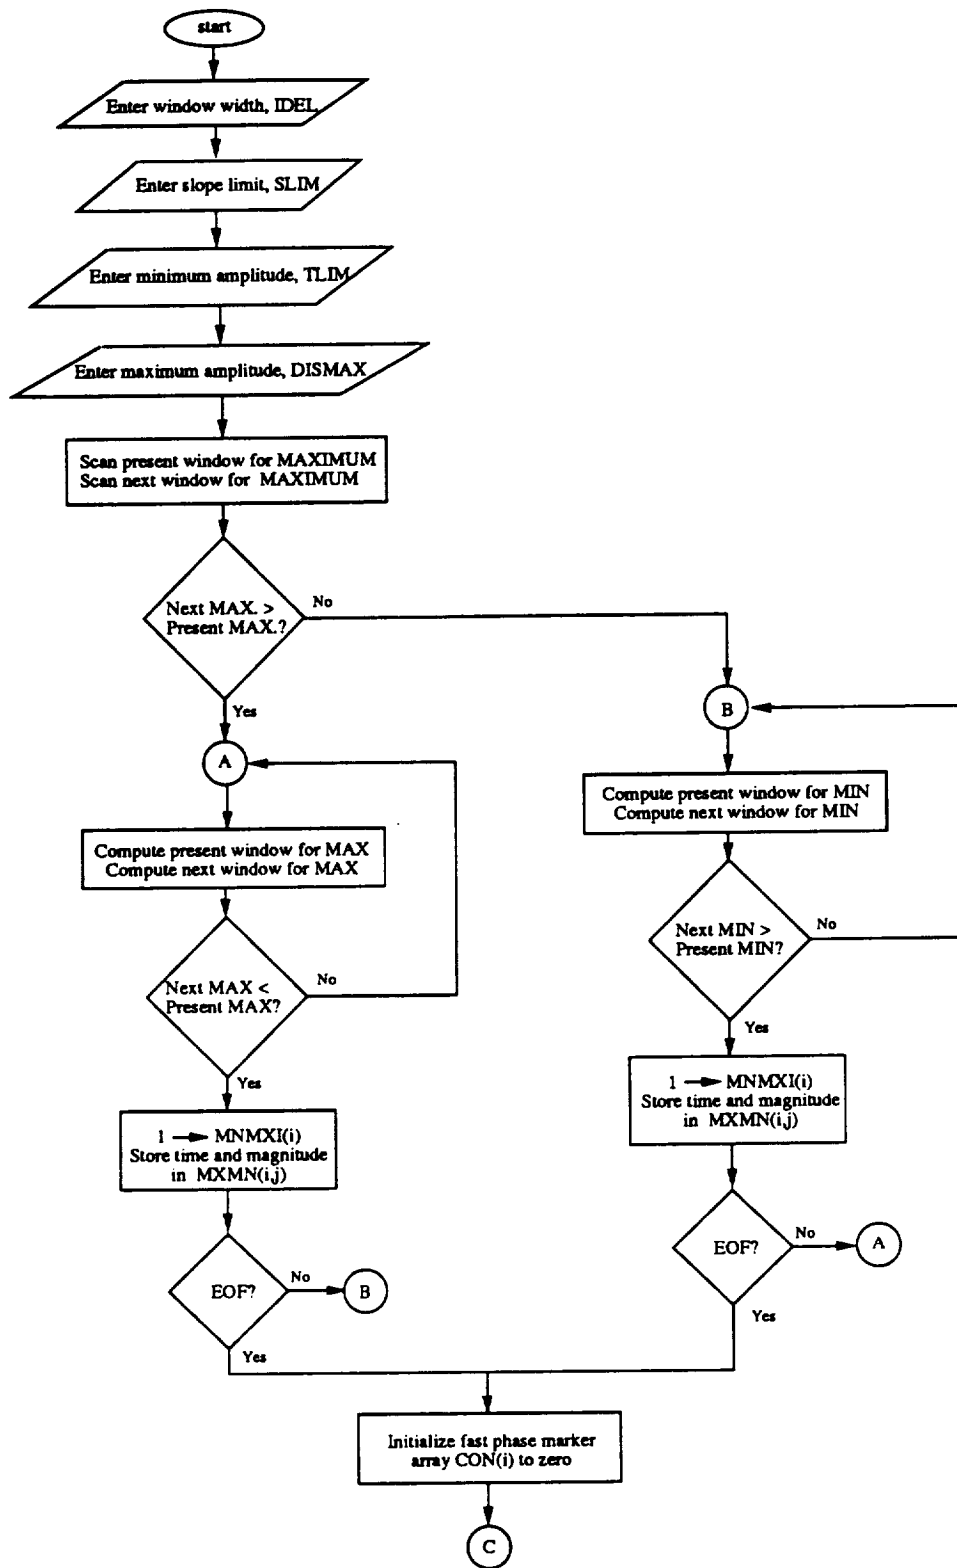 start
Enter window width, IDEL
Enter slope limit, SLIM
Enter minimum amplitude, TLIM
Enter maximum amplitude, DISMAX
Scan present window for MAXIMUM
Scan next window for MAXIMUM
Next MAX. >
Present MAX.?
No
Yes
A
Compute present window for MAX
Compute next window for MAX
Next MAX <
Present MAX?
No
Yes
1 → MNMXI(i)
Store time and magnitude
in MXMN(i,j)
EOF?
No
B
Yes
B
Compute present window for MIN
Compute next window for MIN
Next MIN >
Present MIN?
No
Yes
1 → MNMXI(i)
Store time and magnitude
in MXMN(i,j)
EOF?
No
A
Yes
Initialize fast phase marker
array CON(i) to zero
C